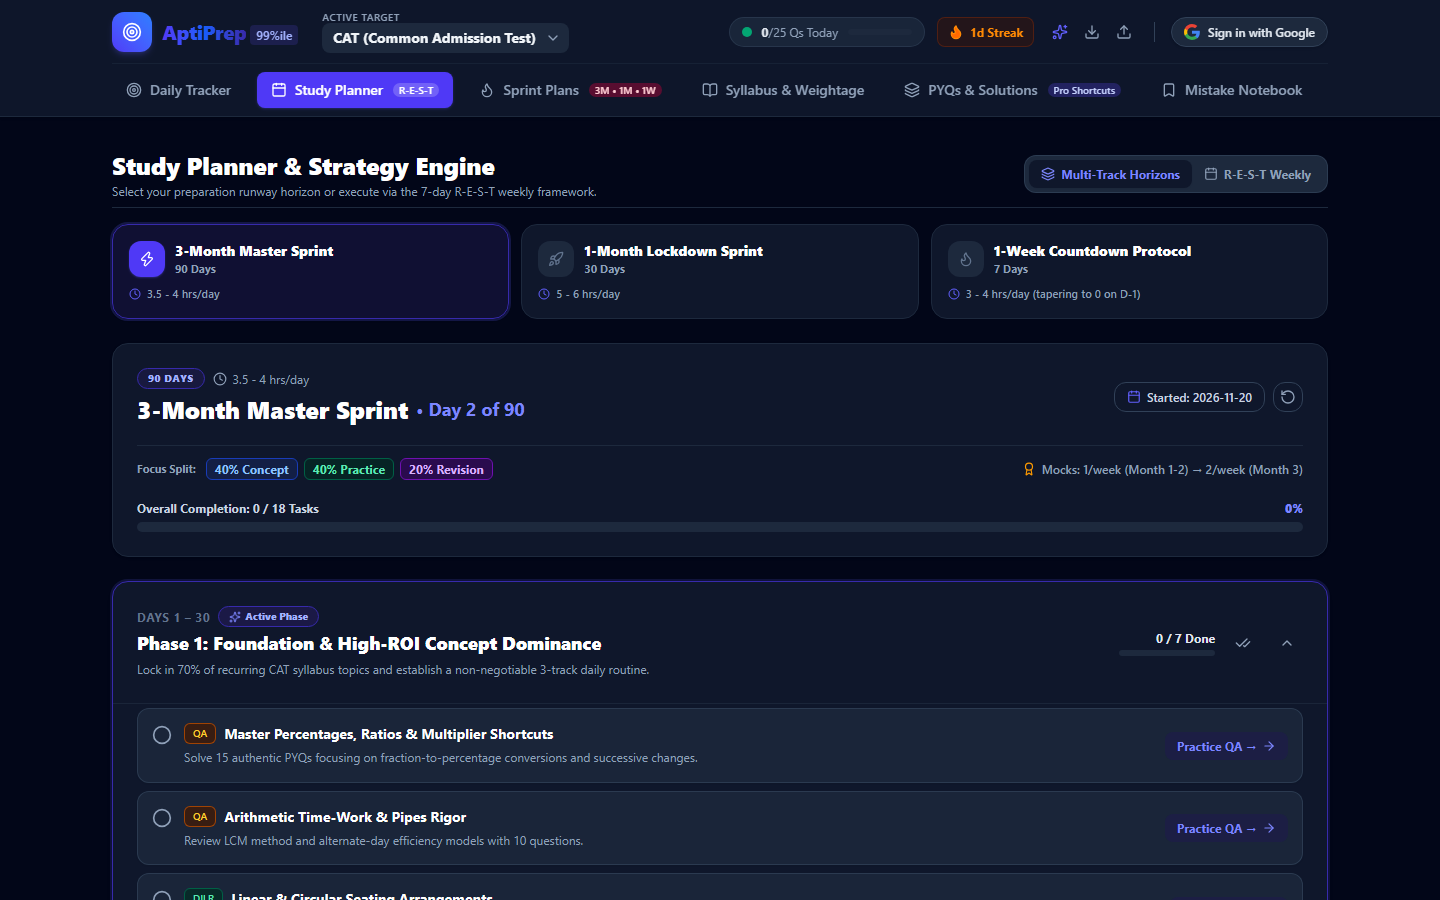 AptiPrep 99%ile
ACTIVE TARGET
CAT (Common Admission Test)
0/25 Qs Today
1d Streak
Sign in with Google
Daily Tracker
Study Planner R-E-S-T
Sprint Plans 3M • 1M • 1W
Syllabus & Weightage
PYQs & Solutions Pro Shortcuts
Mistake Notebook
Study Planner & Strategy Engine
Select your preparation runway horizon or execute via the 7-day R-E-S-T weekly framework.
Multi-Track Horizons
R-E-S-T Weekly
3-Month Master Sprint
90 Days
3.5 - 4 hrs/day
1-Month Lockdown Sprint
30 Days
5 - 6 hrs/day
1-Week Countdown Protocol
7 Days
3 - 4 hrs/day (tapering to 0 on D-1)
90 DAYS 3.5 - 4 hrs/day
3-Month Master Sprint • Day 2 of 90
Started: 2026-11-20
Focus Split: 40% Concept 40% Practice 20% Revision
Mocks: 1/week (Month 1-2) → 2/week (Month 3)
Overall Completion: 0 / 18 Tasks
0%
DAYS 1 – 30 Active Phase
Phase 1: Foundation & High-ROI Concept Dominance
Lock in 70% of recurring CAT syllabus topics and establish a non-negotiable 3-track daily routine.
0 / 7 Done
QA Master Percentages, Ratios & Multiplier Shortcuts
Solve 15 authentic PYQs focusing on fraction-to-percentage conversions and successive changes.
Practice QA →
QA Arithmetic Time-Work & Pipes Rigor
Review LCM method and alternate-day efficiency models with 10 questions.
Practice QA →
DILR Linear & Circular Seating Arrangements